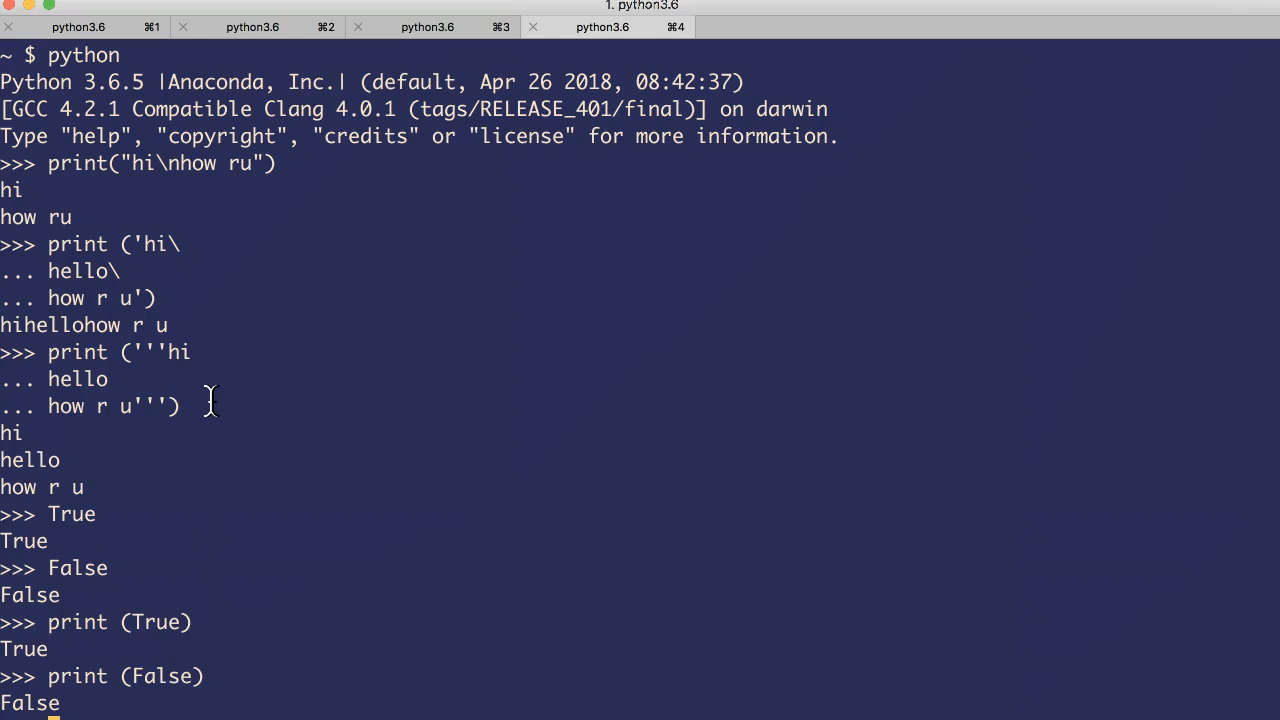 1. python3.6
python3.6 ⌘1 python3.6 ⌘2 python3.6 ⌘3 python3.6 ⌘4
~ $ python
Python 3.6.5 |Anaconda, Inc.| (default, Apr 26 2018, 08:42:37)
[GCC 4.2.1 Compatible Clang 4.0.1 (tags/RELEASE_401/final)] on darwin
Type "help", "copyright", "credits" or "license" for more information.
>>> print("hi\nhow ru")
hi
how ru
>>> print ('hi\
... hello\
... how r u')
hihellohow r u
>>> print ('''hi
... hello
... how r u''')
hi
hello
how r u
>>> True
True
>>> False
False
>>> print (True)
True
>>> print (False)
False